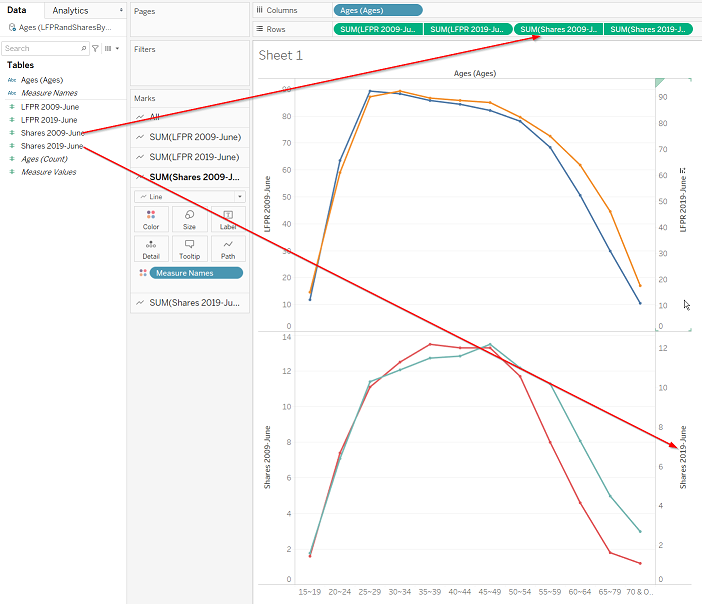 Data
Analytics
Ages (LFPRandSharesBy...
Search
Tables
Abc Ages (Ages)
Abc Measure Names
LFPR 2009-June
LFPR 2019-June
Shares 2009-June
Shares 2019-June
Ages (Count)
Measure Values
Pages
Filters
Marks
All
SUM(LFPR 2009-June)
SUM(LFPR 2019-June)
SUM(Shares 2009-J...
Line
Color
Size
Label
Detail
Tooltip
Path
Measure Names
SUM(Shares 2019-Ju...
Columns
Ages (Ages)
Rows
SUM(LFPR 2009-Ju..
SUM(LFPR 2019-Ju..
SUM(Shares 2009-J..
SUM(Shares 2019-J..
Sheet 1
Ages (Ages)
LFPR 2009-June
90
80
70
60
50
40
30
20
10
0
90
80
70
60
50
40
30
20
10
0
LFPR 2019-June
Shares 2009-June
14
12
10
8
6
4
2
0
12
10
8
6
4
2
0
Shares 2019-June
15~19
20~24
25~29
30~34
35~39
40~44
45~49
50~54
55~59
60~64
65~79
70 & O..